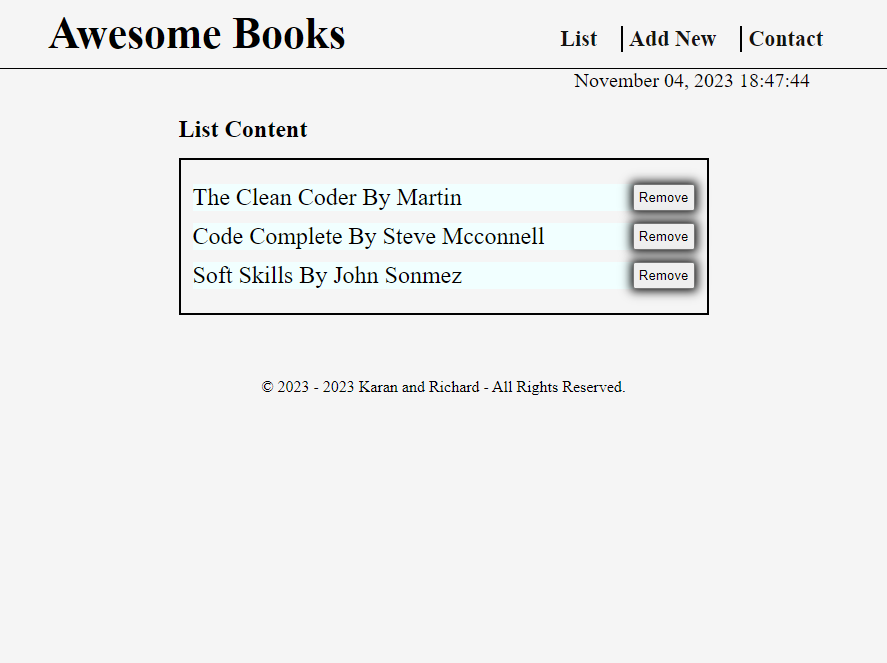 Awesome Books
List Add New Contact
November 04, 2023 18:47:44
List Content
The Clean Coder By Martin Remove
Code Complete By Steve Mcconnell Remove
Soft Skills By John Sonmez Remove
© 2023 - 2023 Karan and Richard - All Rights Reserved.